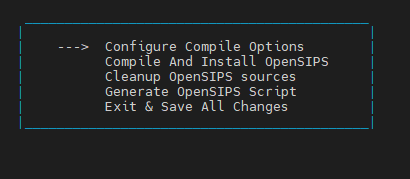 ---> Configure Compile Options
Compile And Install OpenSIPS
Cleanup OpenSIPS sources
Generate OpenSIPS Script
Exit & Save All Changes